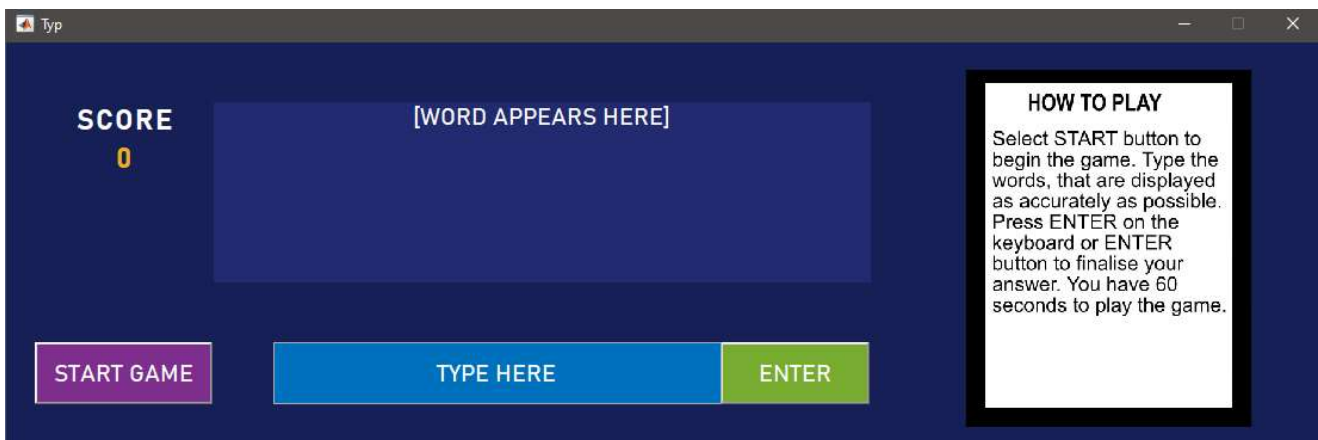 Typ
SCORE
0
[WORD APPEARS HERE]
START GAME
TYPE HERE
ENTER
HOW TO PLAY
Select START button to
begin the game. Type the
words, that are displayed
as accurately as possible.
Press ENTER on the
keyboard or ENTER
button to finalise your
answer. You have 60
seconds to play the game.